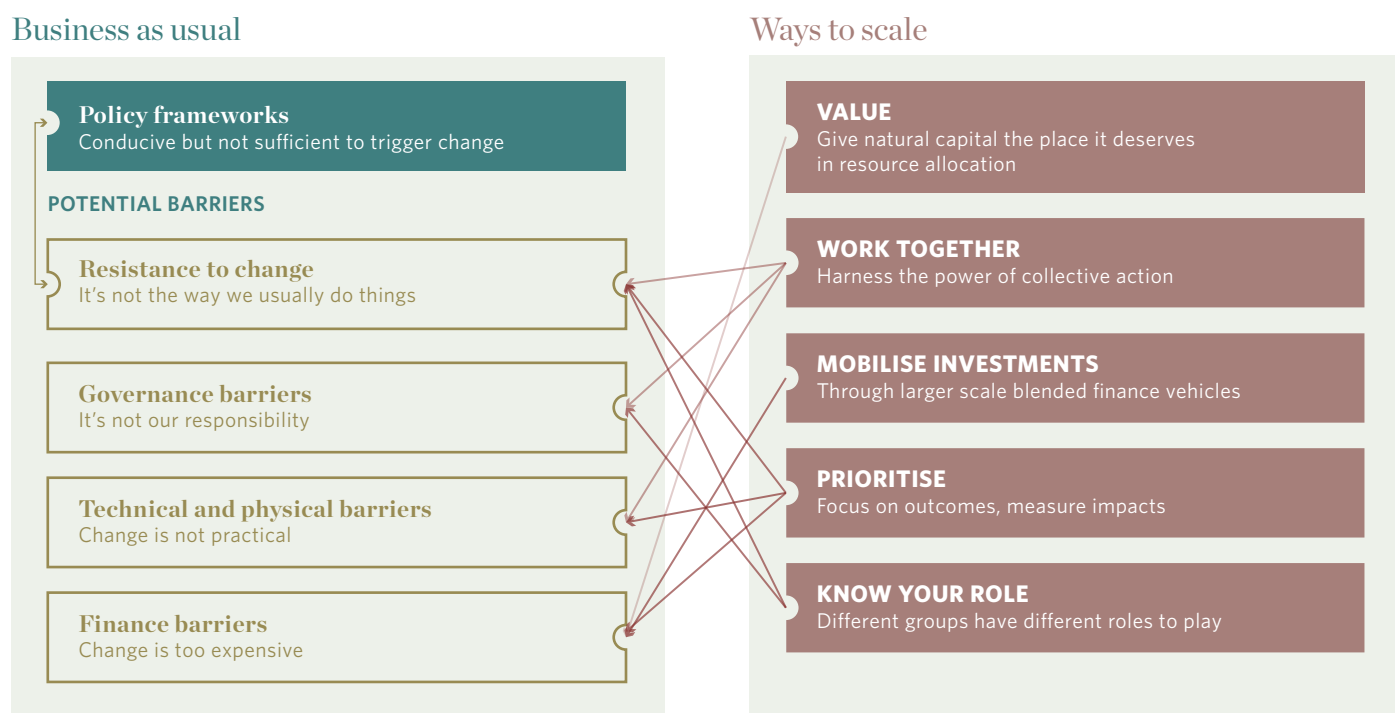 Business as usual
Policy frameworks
Conducive but not sufficient to trigger change
POTENTIAL BARRIERS
Resistance to change
It’s not the way we usually do things
Governance barriers
It’s not our responsibility
Technical and physical barriers
Change is not practical
Finance barriers
Change is too expensive
Ways to scale
VALUE
Give natural capital the place it deserves
in resource allocation
WORK TOGETHER
Harness the power of collective action
MOBILISE INVESTMENTS
Through larger scale blended finance vehicles
PRIORITISE
Focus on outcomes, measure impacts
KNOW YOUR ROLE
Different groups have different roles to play